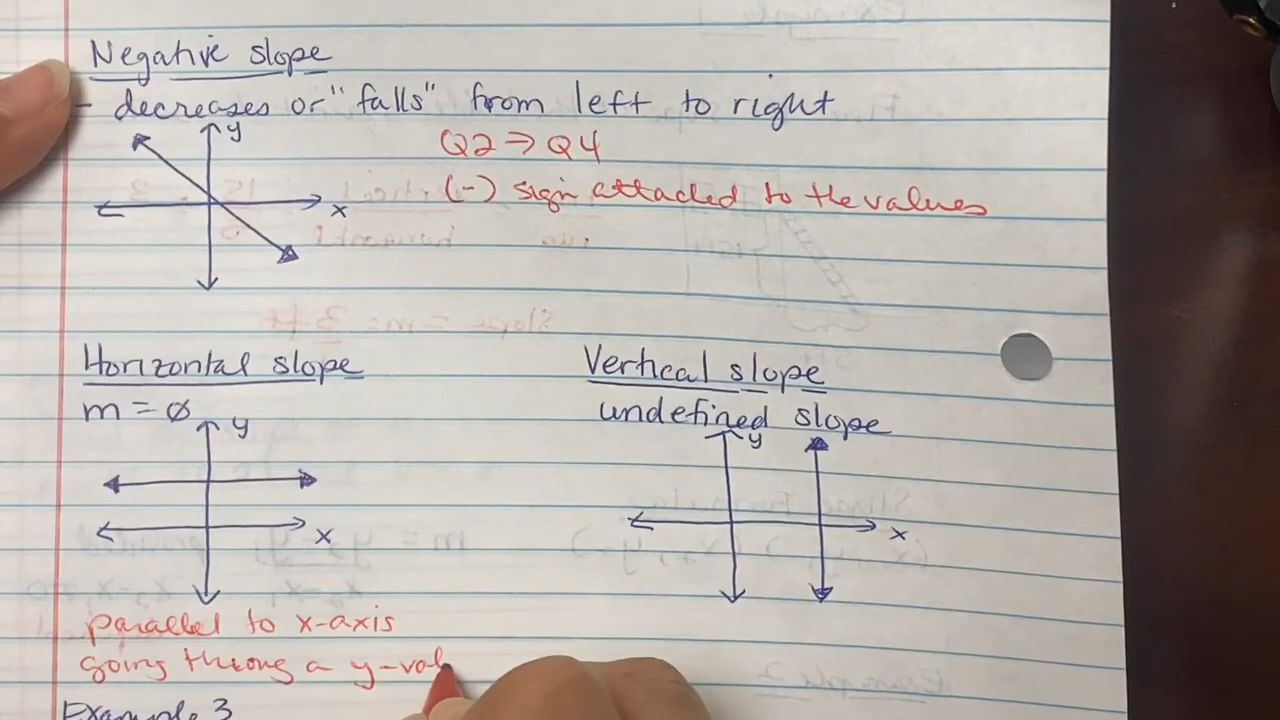 Negative slope
- decreases or "falls" from left to right
y
Q2 ⇒ Q4
(-) sign attached to the values
x
Horizontal slope
m = ∅
y
x
parallel to x-axis
going throng a y-val
Vertical slope
undefined slope
y
x
Example 3